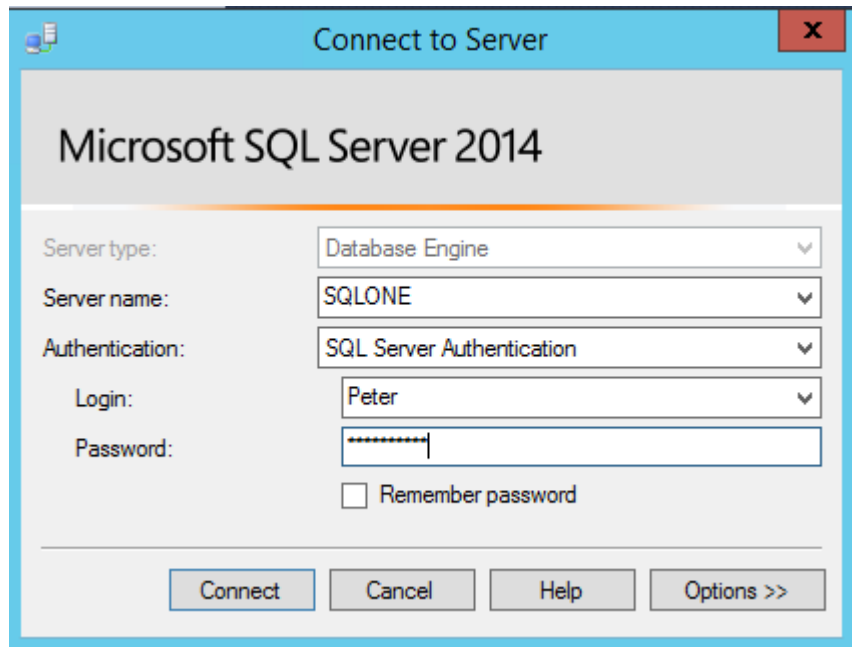 Connect to Server
x
Microsoft SQL Server 2014
Server type: Database Engine
Server name: SQLONE
Authentication: SQL Server Authentication
Login: Peter
Password: **********
Remember password
Connect Cancel Help Options >>